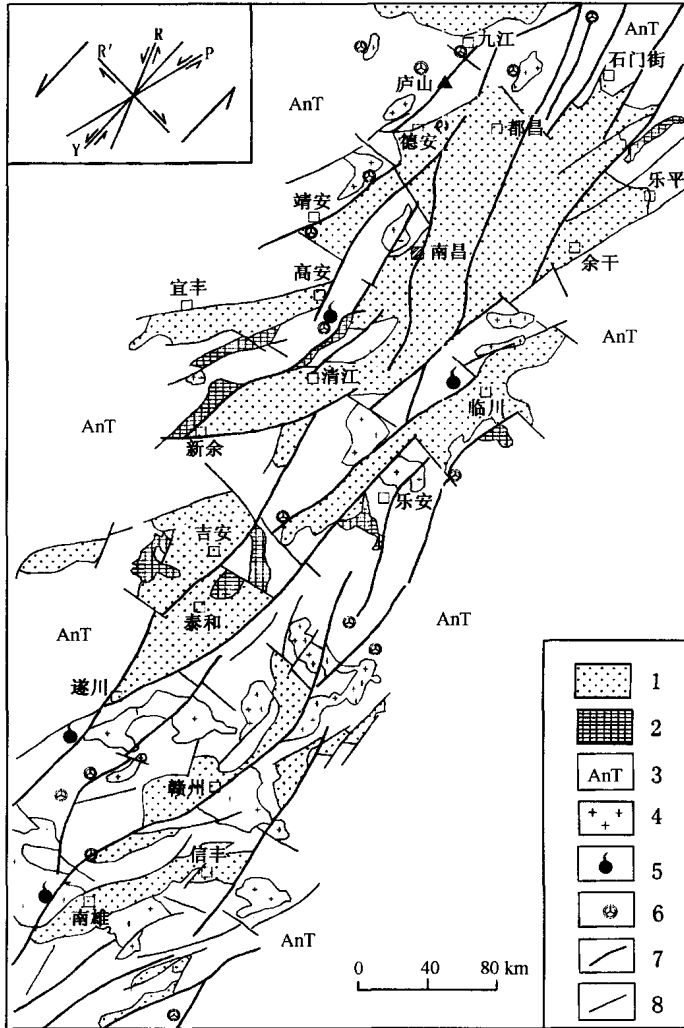 R'
R
P
Y
九江
AnT
石门街
庐山
AnT
德安
都昌
乐平
靖安
南昌
余干
宜丰
高安
AnT
清江
临川
AnT
新余
乐安
吉安
泰和
AnT
AnT
遂川
赣州
信丰
南雄
AnT
0 40 80 km
1
2
AnT 3
4
5
6
7
8